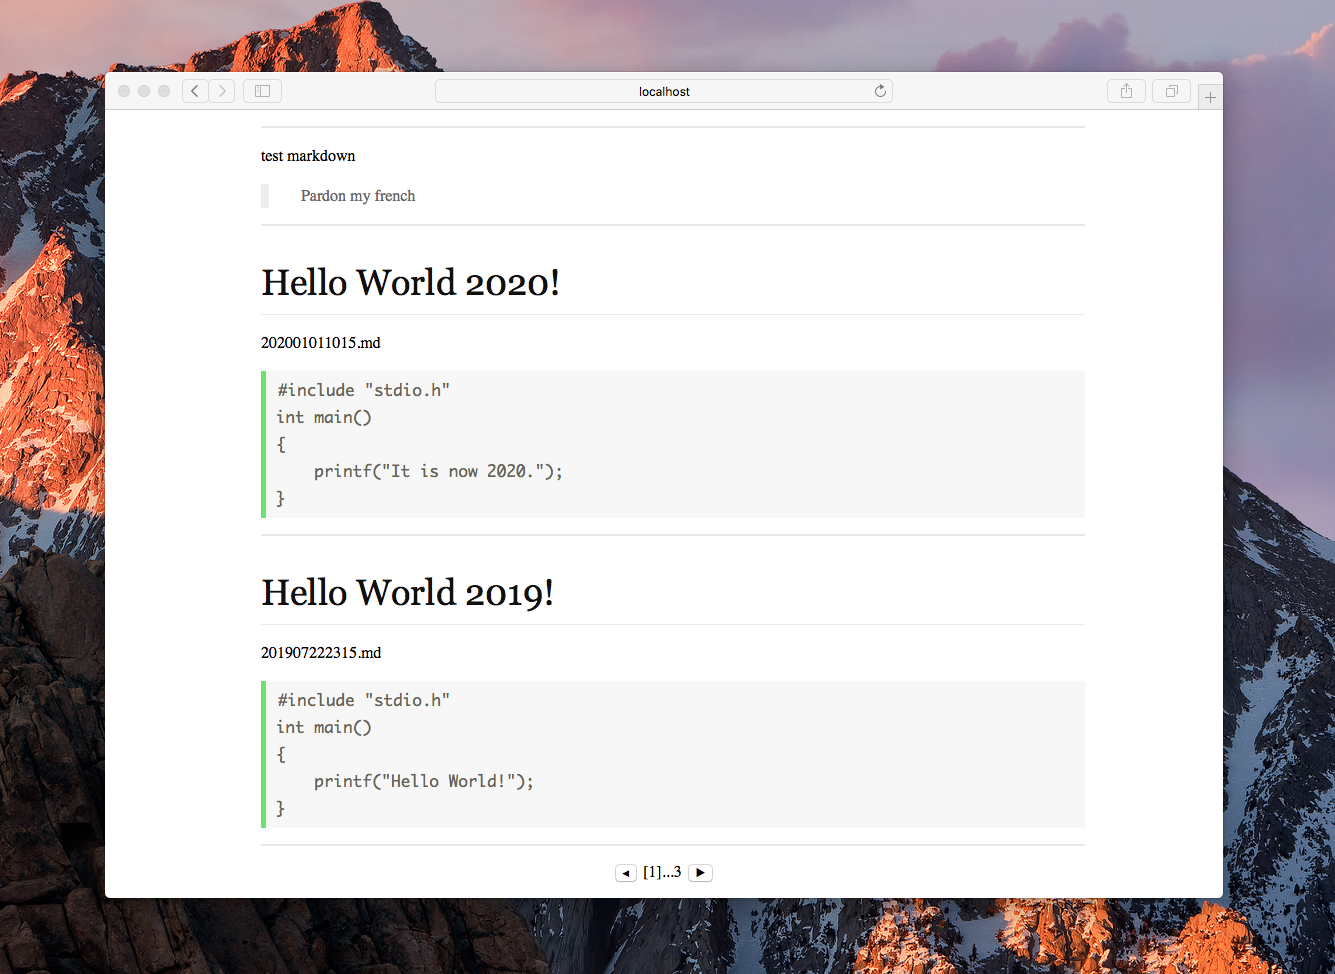 localhost
test markdown
Pardon my french
Hello World 2020!
202001011015.md
#include "stdio.h"
int main()
{
    printf("It is now 2020.");
}
Hello World 2019!
201907222315.md
#include "stdio.h"
int main()
{
    printf("Hello World!");
}
◄ [1]...3 ►